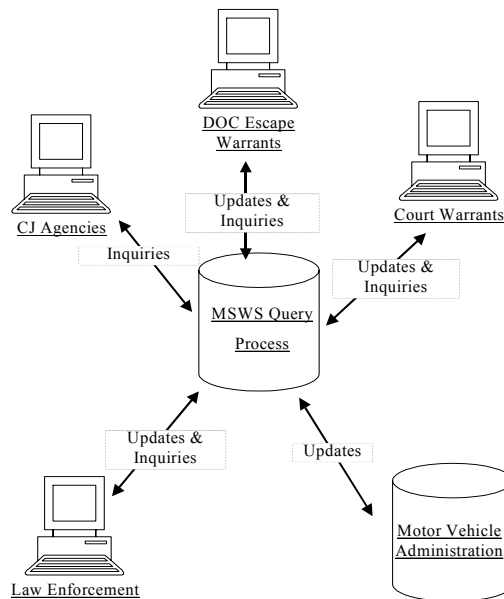 DOC Escape
Warrants
CJ Agencies
Court Warrants
Updates &
Inquiries
Inquiries
Updates &
Inquiries
MSWS Query
Process
Updates &
Inquiries
Updates
Law Enforcement
Motor Vehicle
Administration